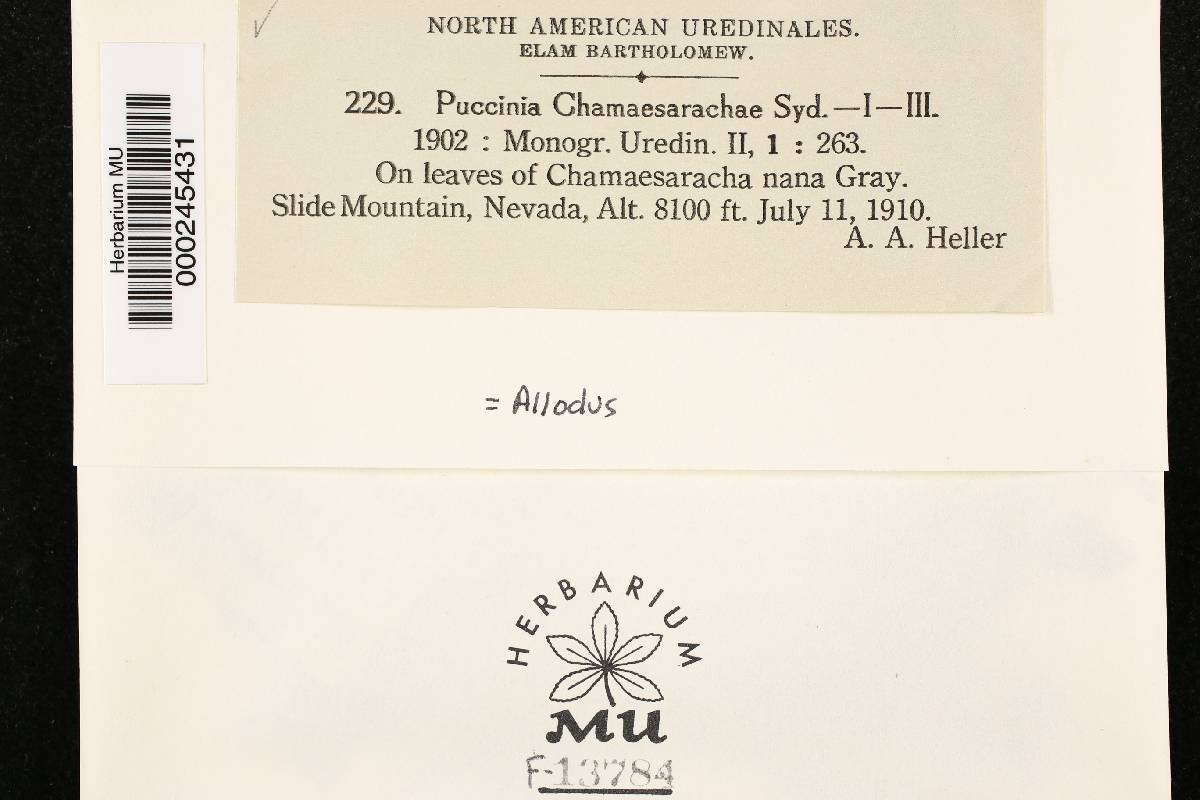 NORTH AMERICAN UREDINALES.
ELAM BARTHOLOMEW.
229. Puccinia Chamaesarachae Syd.—I—III.
1902 : Monogr. Uredin. II, 1 : 263.
On leaves of Chamaesaracha nana Gray.
Slide Mountain, Nevada, Alt. 8100 ft. July 11, 1910.
A. A. Heller
Herbarium MU
000245431
= Allodus
HERBARIUM
MU
F-13784